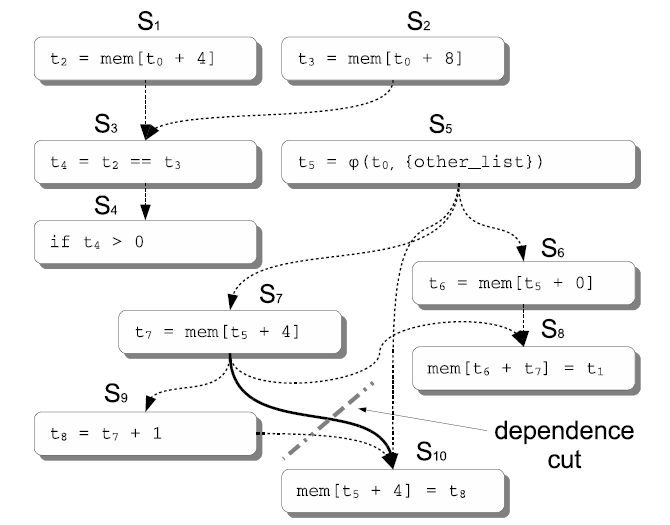 S1
S2
t2 = mem[t0 + 4]
t3 = mem[t0 + 8]
S3
S5
t4 = t2 == t3
t5 = φ(t0, {other_list})
S4
if t4 > 0
S6
t6 = mem[t5 + 0]
S7
t7 = mem[t5 + 4]
S8
mem[t6 + t7] = t1
S9
t8 = t7 + 1
dependence
cut
S10
mem[t5 + 4] = t8